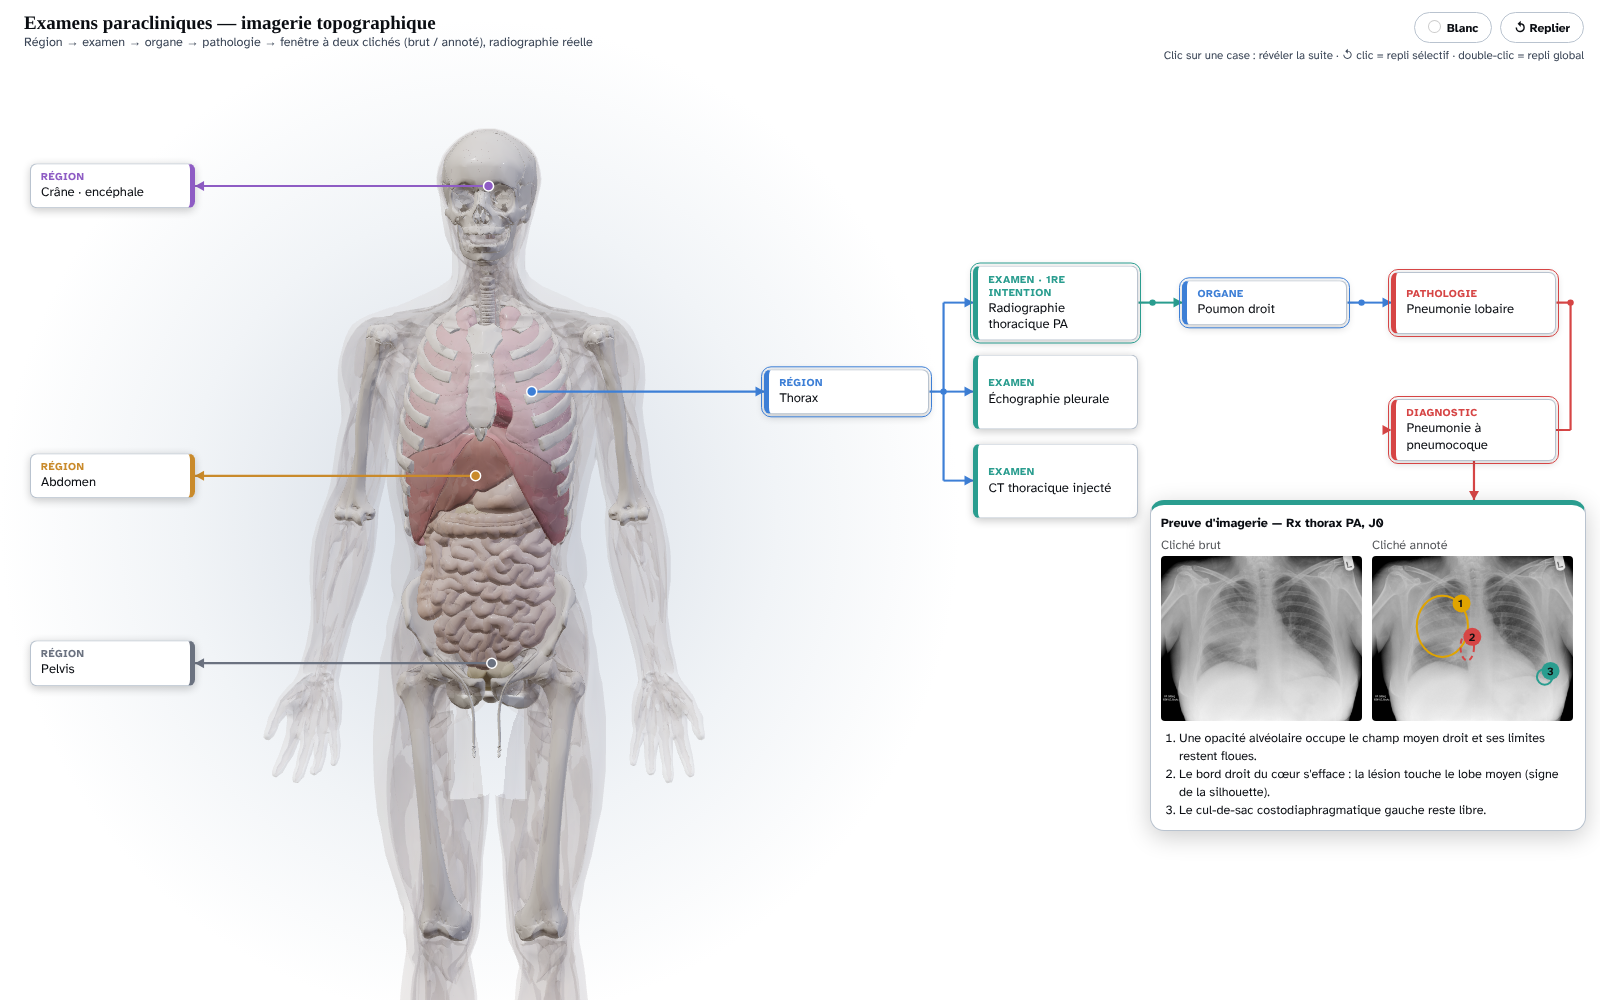 Examens paracliniques — imagerie topographique
Région → examen → organe → pathologie → fenêtre à deux clichés (brut / annoté), radiographie réelle
Blanc
↺ Replier
Clic sur une case : révéler la suite · ↺ clic = repli sélectif · double-clic = repli global
RÉGION
Crâne · encéphale
RÉGION
Abdomen
RÉGION
Pelvis
RÉGION
Thorax
EXAMEN · 1RE
INTENTION
Radiographie
thoracique PA
EXAMEN
Échographie pleurale
EXAMEN
CT thoracique injecté
ORGANE
Poumon droit
PATHOLOGIE
Pneumonie lobaire
DIAGNOSTIC
Pneumonie à
pneumocoque
Preuve d'imagerie — Rx thorax PA, J0
Cliché brut
Cliché annoté
L
L
1
2
3
1. Une opacité alvéolaire occupe le champ moyen droit et ses limites
restent floues.
2. Le bord droit du cœur s'efface : la lésion touche le lobe moyen (signe
de la silhouette).
3. Le cul-de-sac costodiaphragmatique gauche reste libre.